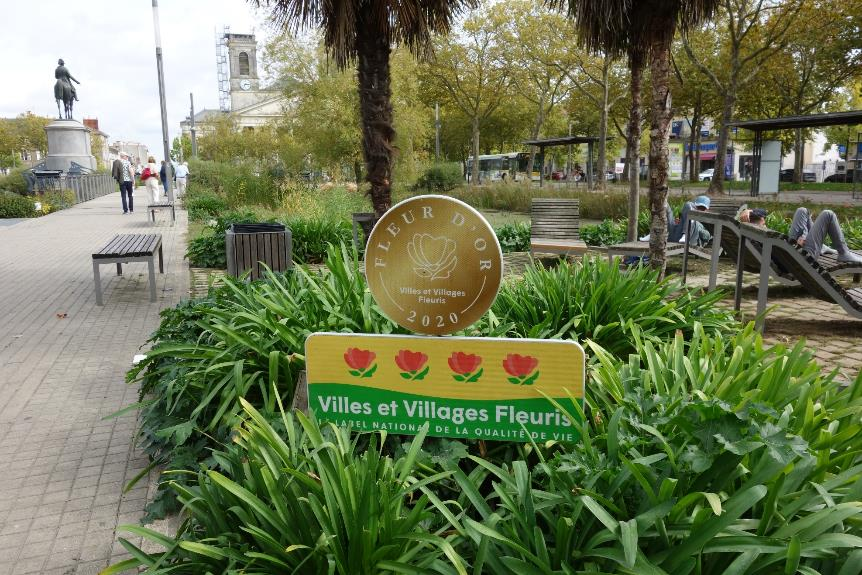 FLEUR D'OR
Villes et Villages
Fleuris
2020
Villes et Villages Fleuris
LABEL NATIONAL DE LA QUALITÉ DE VIE